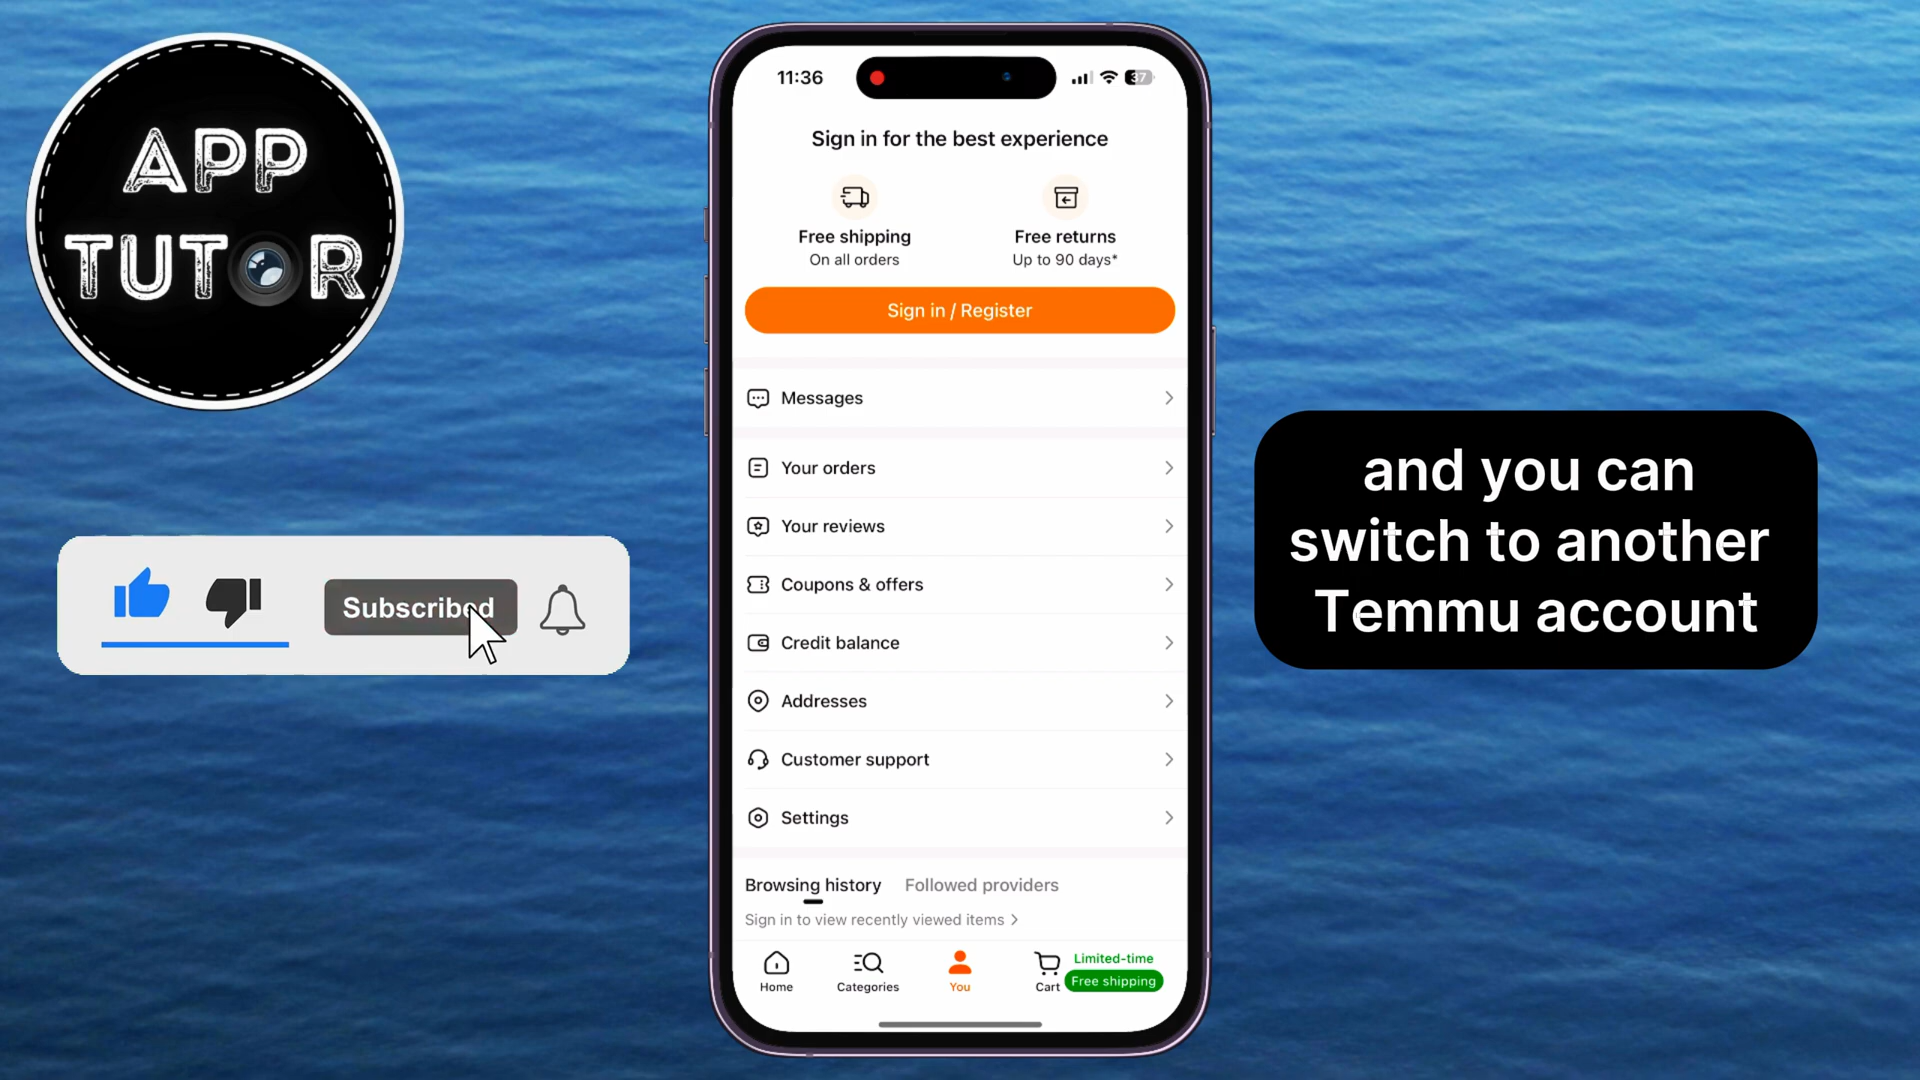 APP
TUTOR
Subscribed
11:36
37
Sign in for the best experience
Free shipping
On all orders
Free returns
Up to 90 days*
Sign in / Register
Messages
Your orders
Your reviews
Coupons & offers
Credit balance
Addresses
Customer support
Settings
Browsing history
Followed providers
Sign in to view recently viewed items
Home
Categories
You
Cart
Limited-time
Free shipping
and you can
switch to another
Temmu account